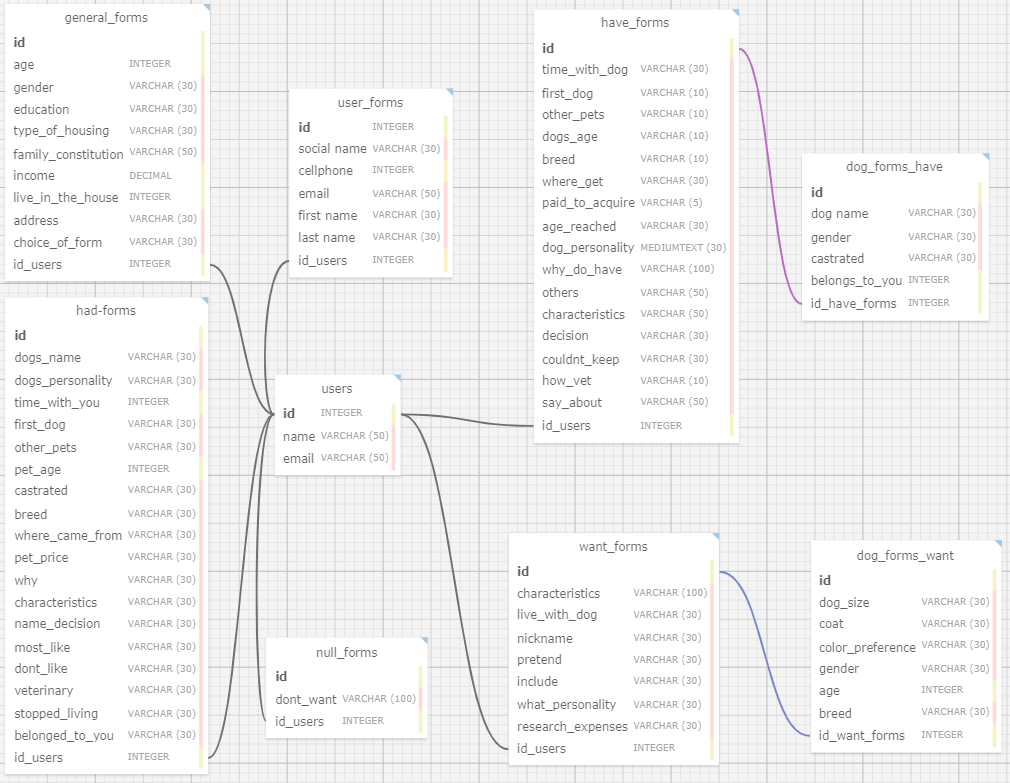 general_forms
id
age INTEGER
gender VARCHAR (30)
education VARCHAR (30)
type_of_housing VARCHAR (30)
family_constitution VARCHAR (50)
income DECIMAL
live_in_the_house INTEGER
address VARCHAR (30)
choice_of_form VARCHAR (30)
id_users INTEGER
user_forms
id INTEGER
social name VARCHAR (30)
cellphone INTEGER
email VARCHAR (50)
first name VARCHAR (30)
last name VARCHAR (30)
id_users INTEGER
have_forms
id
time_with_dog VARCHAR (30)
first_dog VARCHAR (10)
other_pets VARCHAR (10)
dogs_age VARCHAR (10)
breed VARCHAR (10)
where_get VARCHAR (30)
paid_to_acquire VARCHAR (5)
age_reached VARCHAR (30)
dog_personality MEDIUMTEXT (30)
why_do_have VARCHAR (100)
others VARCHAR (50)
characteristics VARCHAR (50)
decision VARCHAR (30)
couldnt_keep VARCHAR (30)
how_vet VARCHAR (10)
say_about VARCHAR (50)
id_users INTEGER
dog_forms_have
id
dog name VARCHAR (30)
gender VARCHAR (30)
castrated VARCHAR (30)
belongs_to_you INTEGER
id_have_forms INTEGER
had-forms
id
dogs_name VARCHAR (30)
dogs_personality VARCHAR (30)
time_with_you INTEGER
first_dog VARCHAR (30)
other_pets VARCHAR (30)
pet_age INTEGER
castrated VARCHAR (30)
breed VARCHAR (30)
where_came_from VARCHAR (30)
pet_price VARCHAR (30)
why VARCHAR (30)
characteristics VARCHAR (30)
name_decision VARCHAR (30)
most_like VARCHAR (30)
dont_like VARCHAR (30)
veterinary VARCHAR (30)
stopped_living VARCHAR (30)
belonged_to_you VARCHAR (30)
id_users INTEGER
users
id INTEGER
name VARCHAR (50)
email VARCHAR (50)
null_forms
id
dont_want VARCHAR (100)
id_users INTEGER
want_forms
id
characteristics VARCHAR (100)
live_with_dog VARCHAR (30)
nickname VARCHAR (30)
pretend VARCHAR (30)
include VARCHAR (30)
what_personality VARCHAR (30)
research_expenses VARCHAR (30)
id_users INTEGER
dog_forms_want
id
dog_size VARCHAR (30)
coat VARCHAR (30)
color_preference VARCHAR (30)
gender VARCHAR (30)
age INTEGER
breed VARCHAR (30)
id_want_forms INTEGER